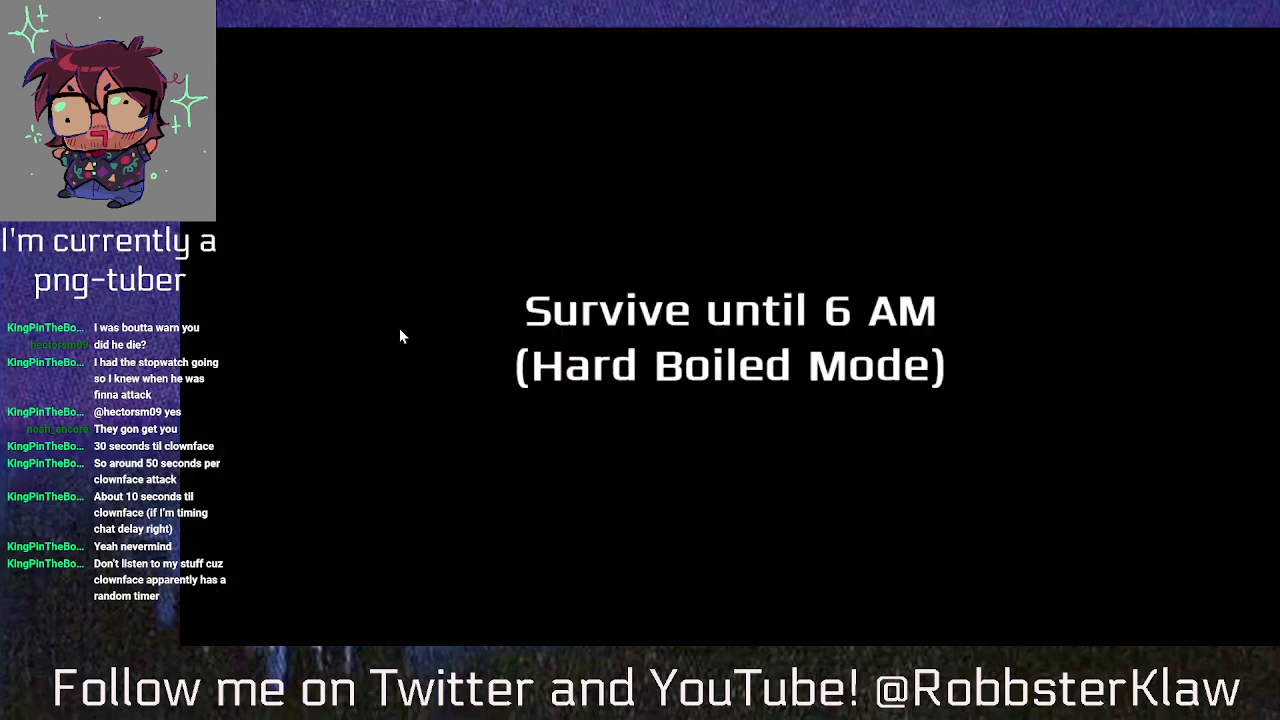 I'm currently a
png-tuber
KingPinTheBo... I was boutta warn you
hectorsm09 did he die?
KingPinTheBo... I had the stopwatch going
so I knew when he was
finna attack
KingPinTheBo... @hectorsm09 yes
noah_encore They gon get you
KingPinTheBo... 30 seconds til clownface
KingPinTheBo... So around 50 seconds per
clownface attack
KingPinTheBo... About 10 seconds til
clownface (if I'm timing
chat delay right)
KingPinTheBo... Yeah nevermind
KingPinTheBo... Don't listen to my stuff cuz
clownface apparently has a
random timer
Survive until 6 AM
(Hard Boiled Mode)
Follow me on Twitter and YouTube! @RobbsterKlaw